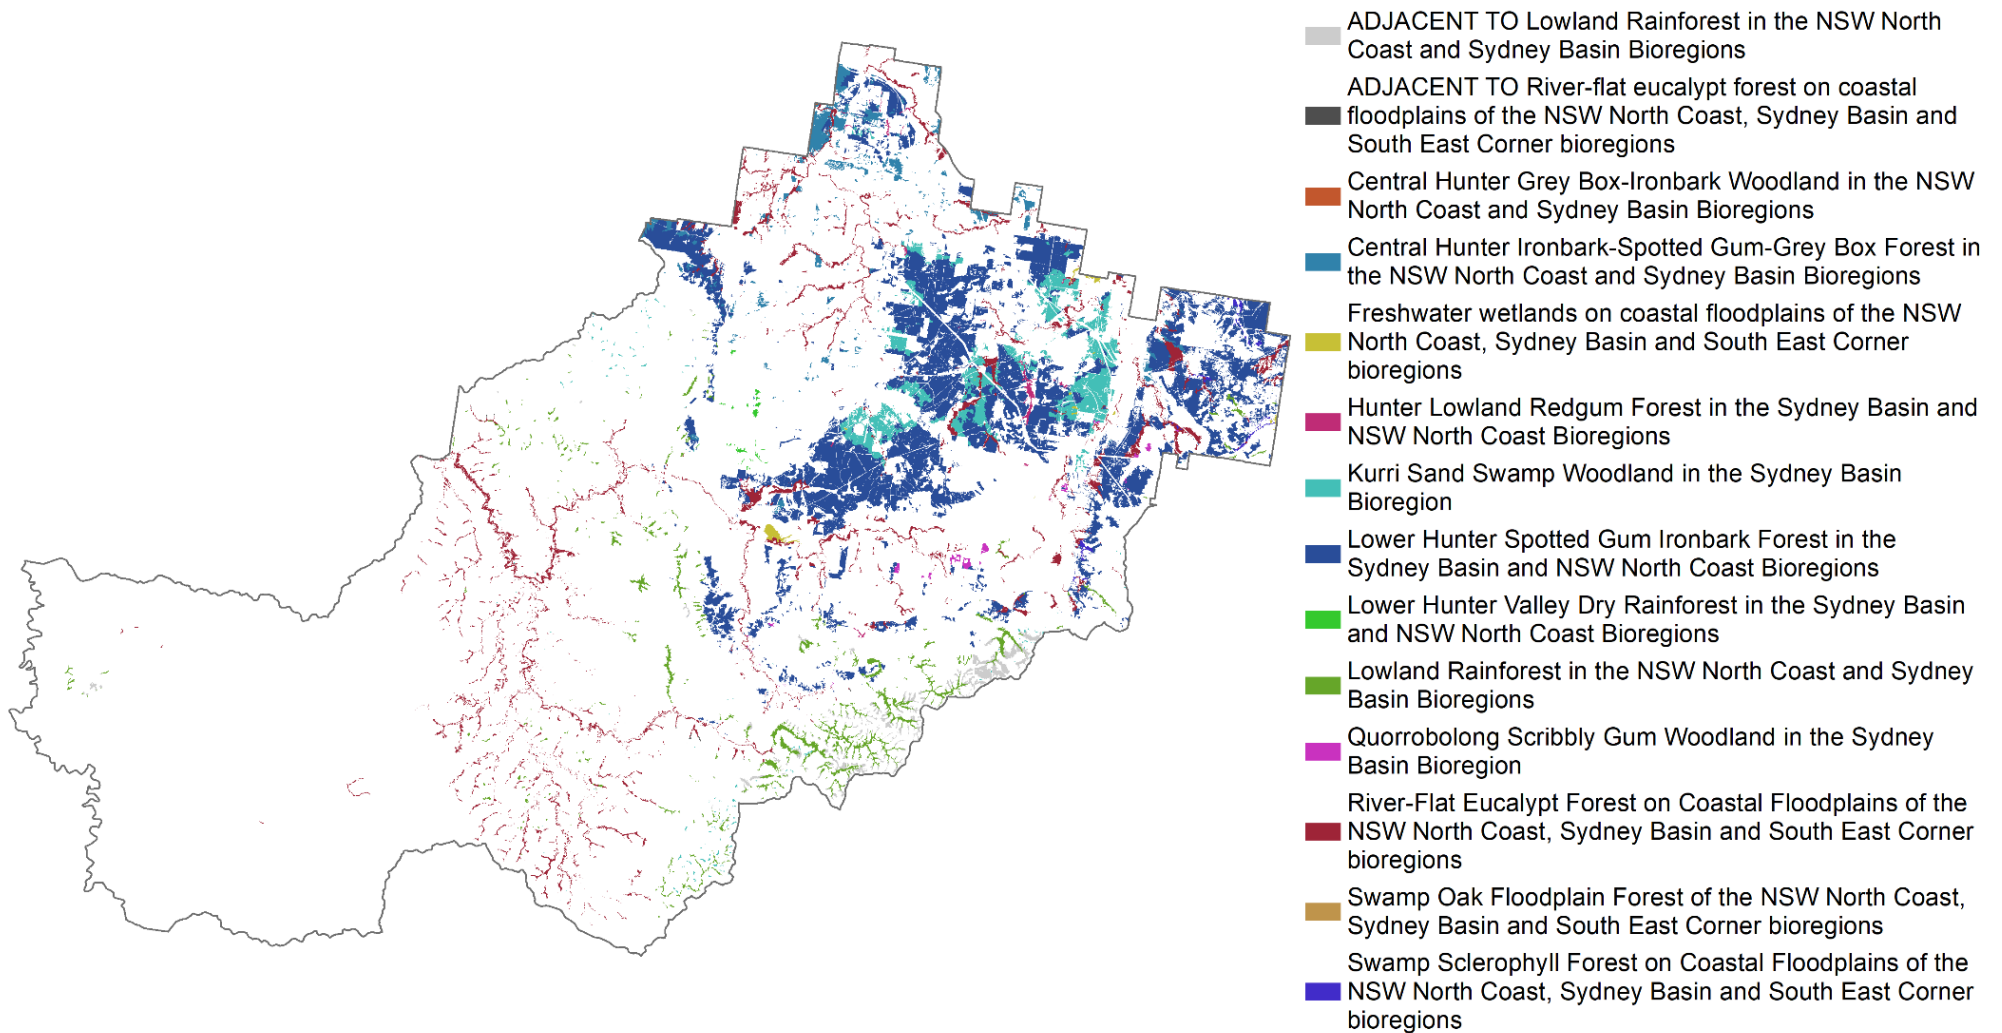 ADJACENT TO Lowland Rainforest in the NSW North
Coast and Sydney Basin Bioregions
ADJACENT TO River-flat eucalypt forest on coastal
floodplains of the NSW North Coast, Sydney Basin and
South East Corner bioregions
Central Hunter Grey Box-Ironbark Woodland in the NSW
North Coast and Sydney Basin Bioregions
Central Hunter Ironbark-Spotted Gum-Grey Box Forest in
the NSW North Coast and Sydney Basin Bioregions
Freshwater wetlands on coastal floodplains of the NSW
North Coast, Sydney Basin and South East Corner
bioregions
Hunter Lowland Redgum Forest in the Sydney Basin and
NSW North Coast Bioregions
Kurri Sand Swamp Woodland in the Sydney Basin
Bioregion
Lower Hunter Spotted Gum Ironbark Forest in the
Sydney Basin and NSW North Coast Bioregions
Lower Hunter Valley Dry Rainforest in the Sydney Basin
and NSW North Coast Bioregions
Lowland Rainforest in the NSW North Coast and Sydney
Basin Bioregions
Quorrobolong Scribbly Gum Woodland in the Sydney
Basin Bioregion
River-Flat Eucalypt Forest on Coastal Floodplains of the
NSW North Coast, Sydney Basin and South East Corner
bioregions
Swamp Oak Floodplain Forest of the NSW North Coast,
Sydney Basin and South East Corner bioregions
Swamp Sclerophyll Forest on Coastal Floodplains of the
NSW North Coast, Sydney Basin and South East Corner
bioregions